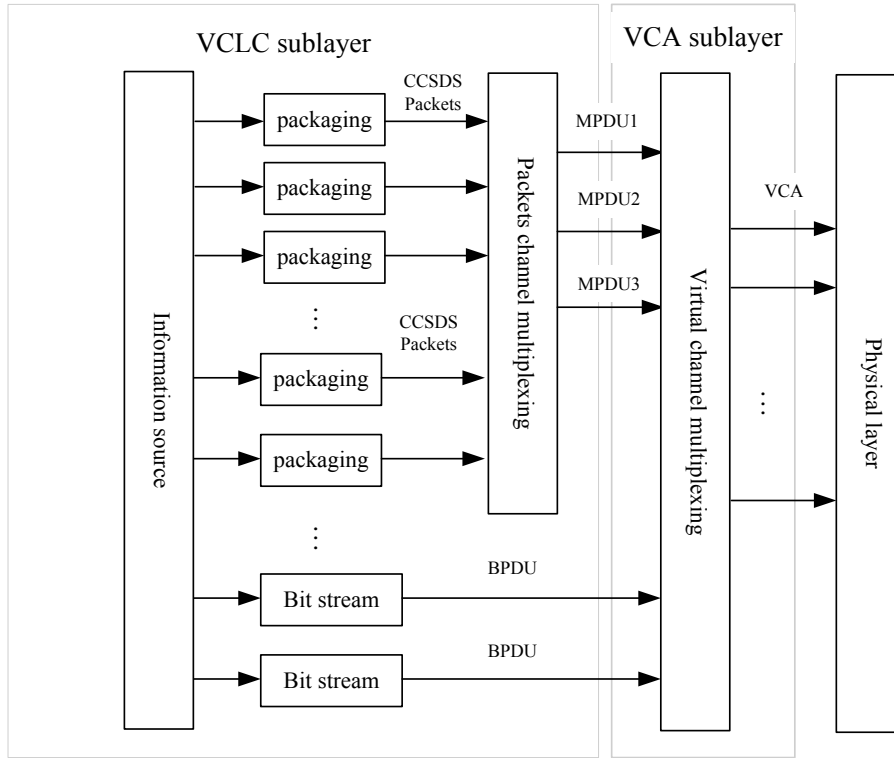 VCLC sublayer
VCA sublayer
Information source
packaging
CCSDS
Packets
packaging
packaging
...
packaging
CCSDS
Packets
packaging
...
Bit stream
BPDU
Bit stream
BPDU
Packets channel multiplexing
MPDU1
MPDU2
MPDU3
Virtual channel multiplexing
VCA
...
Physical layer